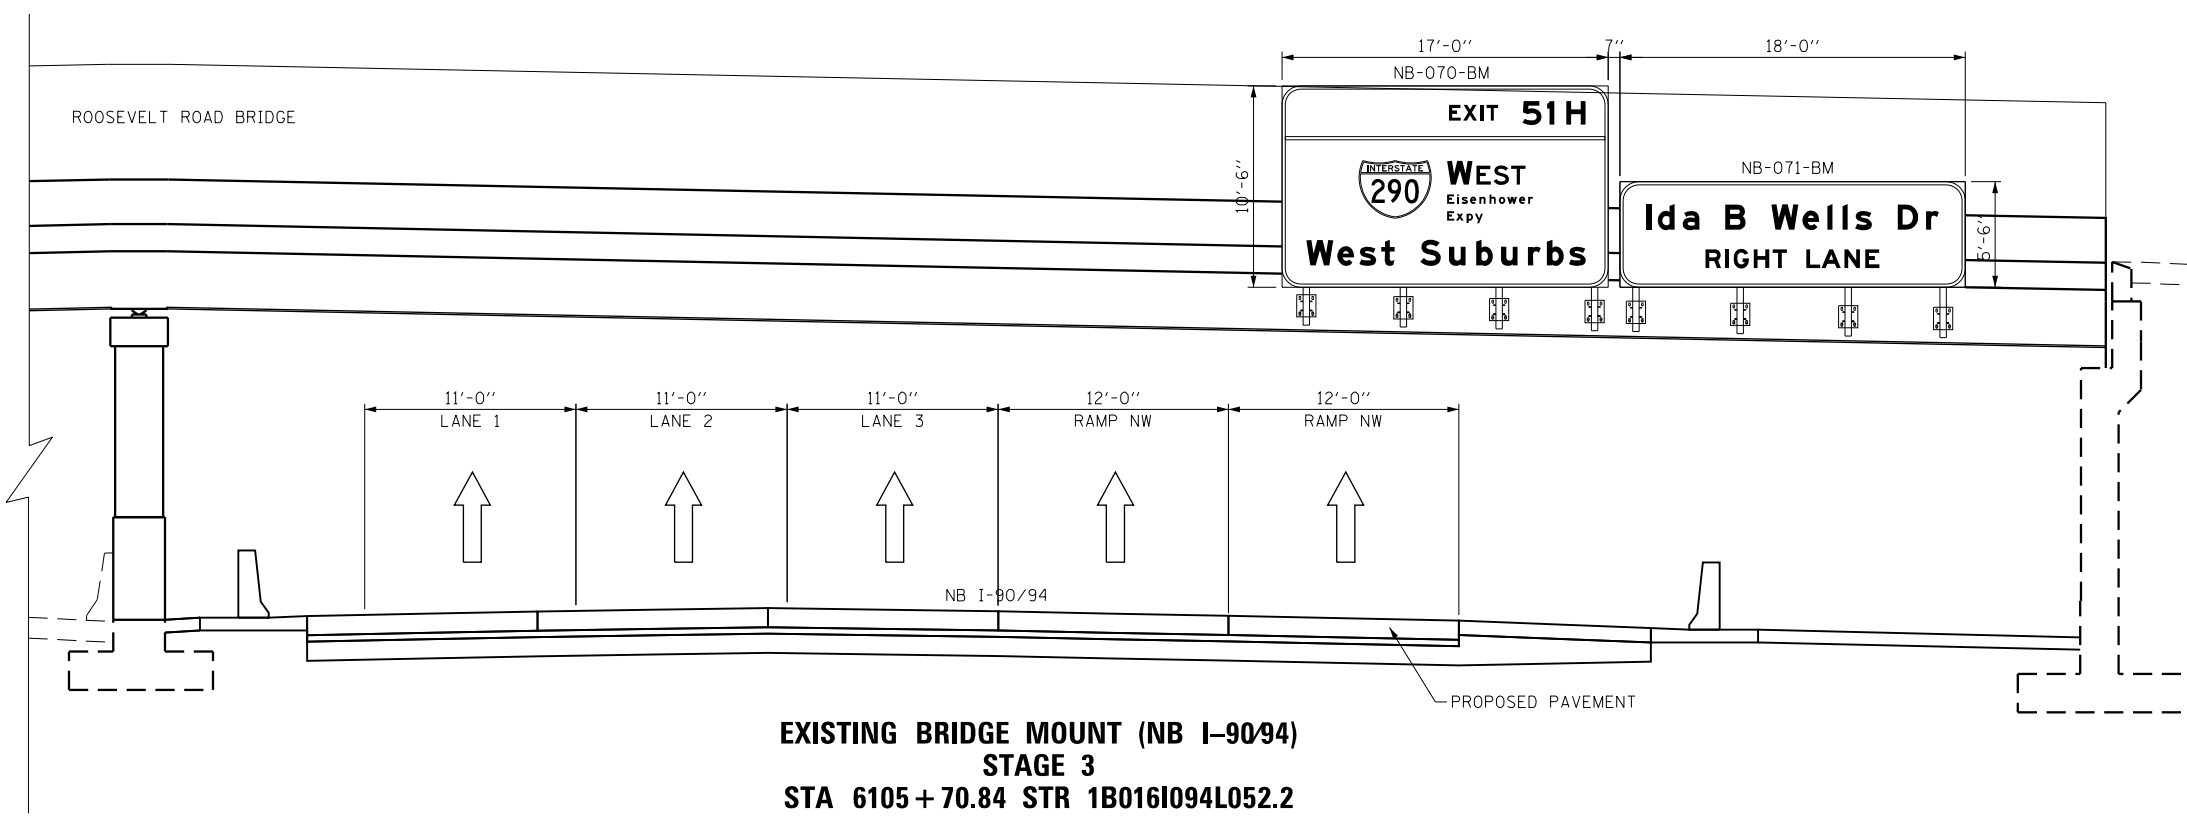 17'-0"
7"
18'-0"
NB-070-BM
ROOSEVELT ROAD BRIDGE
EXIT 51H
10'-6"
INTERSTATE
290
WEST
Eisenhower
Expy
West Suburbs
NB-071-BM
Ida B Wells Dr
RIGHT LANE
5'-6"
11'-0" 11'-0" 11'-0" 12'-0" 12'-0"
LANE 1 LANE 2 LANE 3 RAMP NW RAMP NW
NB I-90/94
PROPOSED PAVEMENT
EXISTING BRIDGE MOUNT (NB I-90/94)
STAGE 3
STA 6105+70.84 STR 1B016I094L052.2